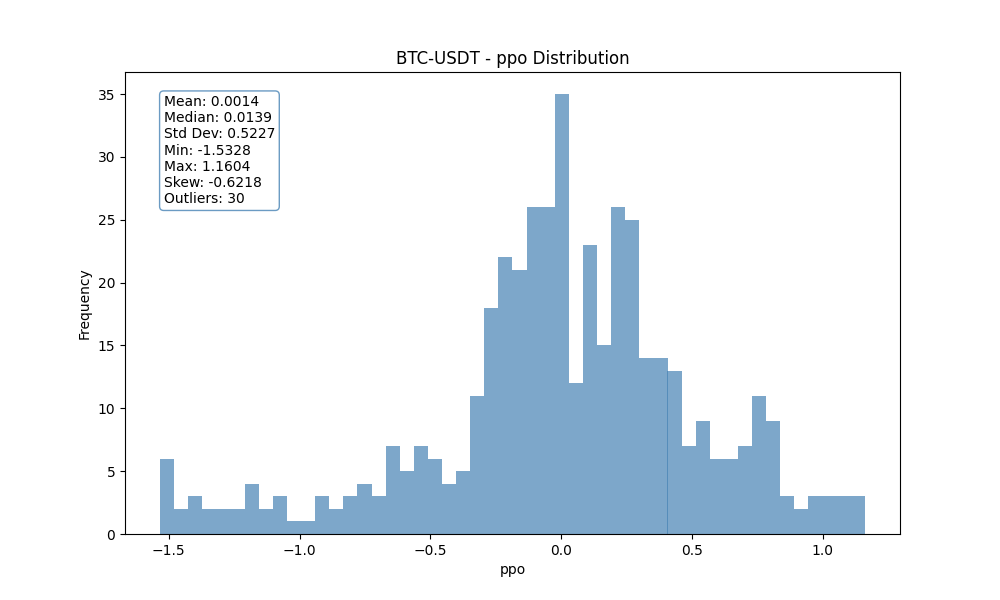 BTC-USDT - ppo Distribution
Mean: 0.0014
Median: 0.0139
Std Dev: 0.5227
Min: -1.5328
Max: 1.1604
Skew: -0.6218
Outliers: 30
35
30
25
20
15
10
5
0
Frequency
−1.5 −1.0 −0.5 0.0 0.5 1.0
ppo